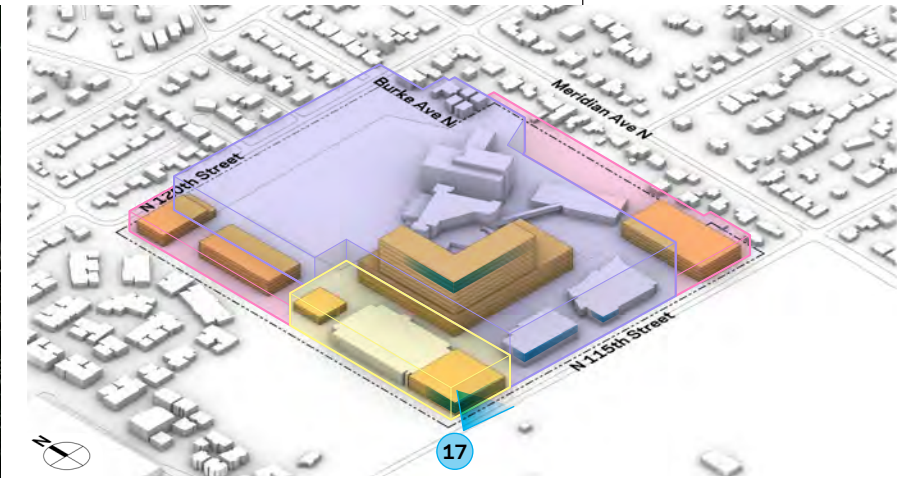 Burke Ave N
Meridian Ave N
N 120th Street
N 115th Street
N
17